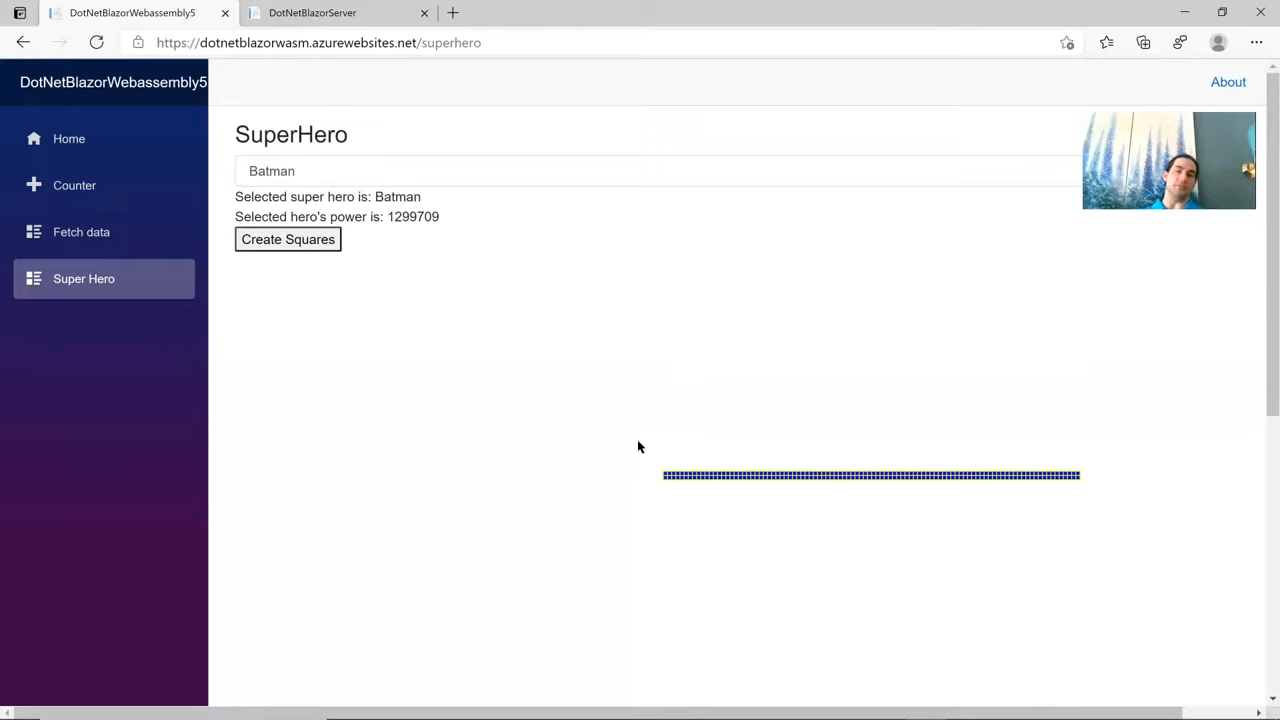 DotNetBlazorWebassembly5
DotNetBlazorServer
https://dotnetblazorwasm.azurewebsites.net/superhero
DotNetBlazorWebassembly5
About
Home
Counter
Fetch data
Super Hero
SuperHero
Batman
Selected super hero is: Batman
Selected hero's power is: 1299709
Create Squares